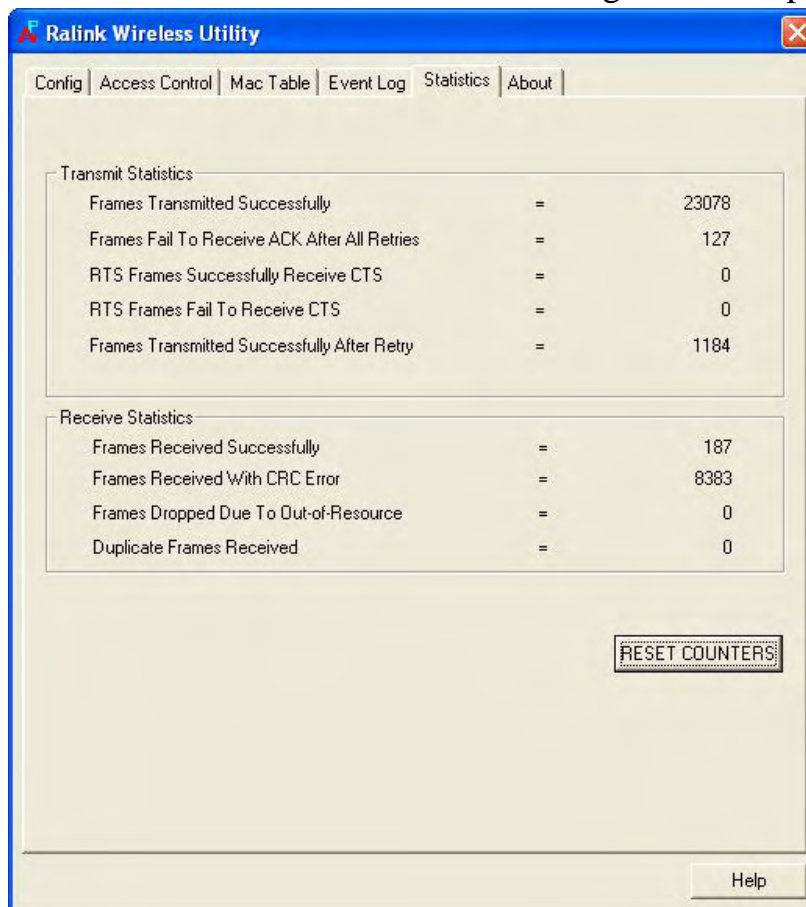 Ralink Wireless Utility
Config Access Control Mac Table Event Log Statistics About
Transmit Statistics
Frames Transmitted Successfully = 23078
Frames Fail To Receive ACK After All Retries = 127
RTS Frames Successfully Receive CTS = 0
RTS Frames Fail To Receive CTS = 0
Frames Transmitted Successfully After Retry = 1184
Receive Statistics
Frames Received Successfully = 187
Frames Received With CRC Error = 8383
Frames Dropped Due To Out-of-Resource = 0
Duplicate Frames Received = 0
RESET COUNTERS
Help